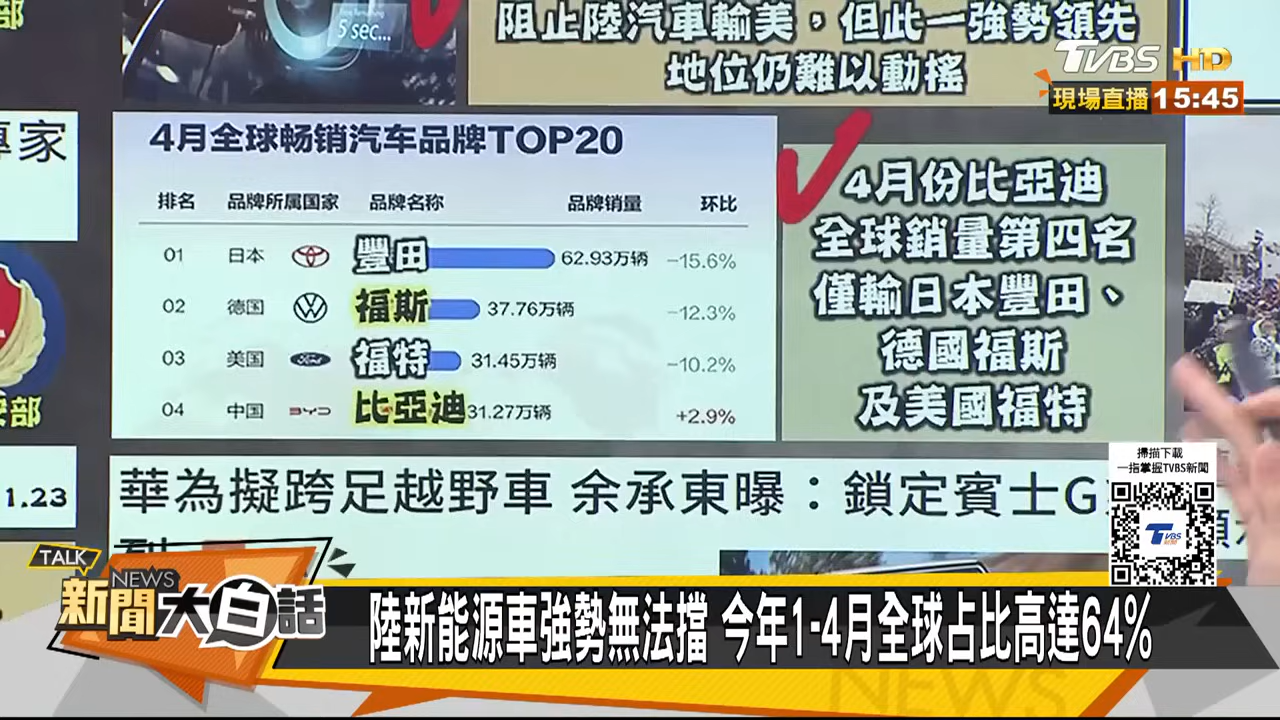 部
5 sec...
阻止陸汽車輸美，但此一強勢領先
地位仍難以動搖
TVBS HD
現場直播 15:45
專家
4月全球畅销汽车品牌TOP20
排名 品牌所属国家 品牌名称 品牌销量 环比
01 日本 豐田 62.93万辆 -15.6%
02 德国 福斯 37.76万辆 -12.3%
03 美国 福特 31.45万辆 -10.2%
04 中国 BYD 比亞迪 31.27万辆 +2.9%
4月份比亞迪
全球銷量第四名
僅輸日本豐田、
德國福斯
及美國福特
部
1.23
華為擬跨足越野車 余承東曝：鎖定賓士G
掃描下載
一指掌握TVBS新聞
TVBS
TALK
NEWS
新聞大白話
陸新能源車強勢無法擋 今年1-4月全球占比高達64%
NEWS